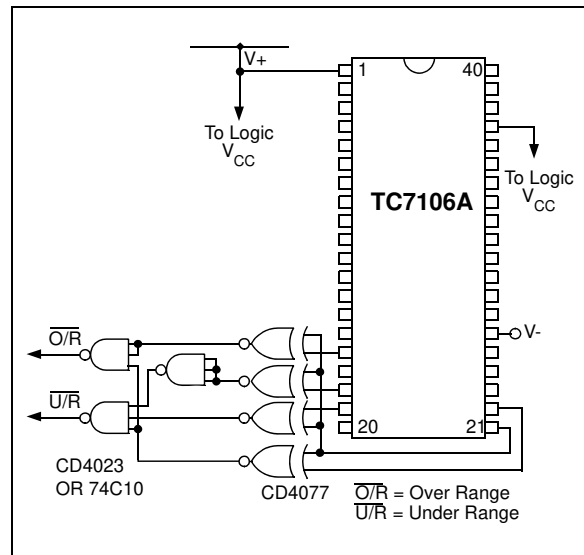 V+
1
40
To Logic
V_CC
To Logic
V_CC
TC7106A
V-
O̅/̅R̅
U̅/̅R̅
20
21
CD4023
OR 74C10
CD4077
O̅/̅R̅ = Over Range
U̅/̅R̅ = Under Range